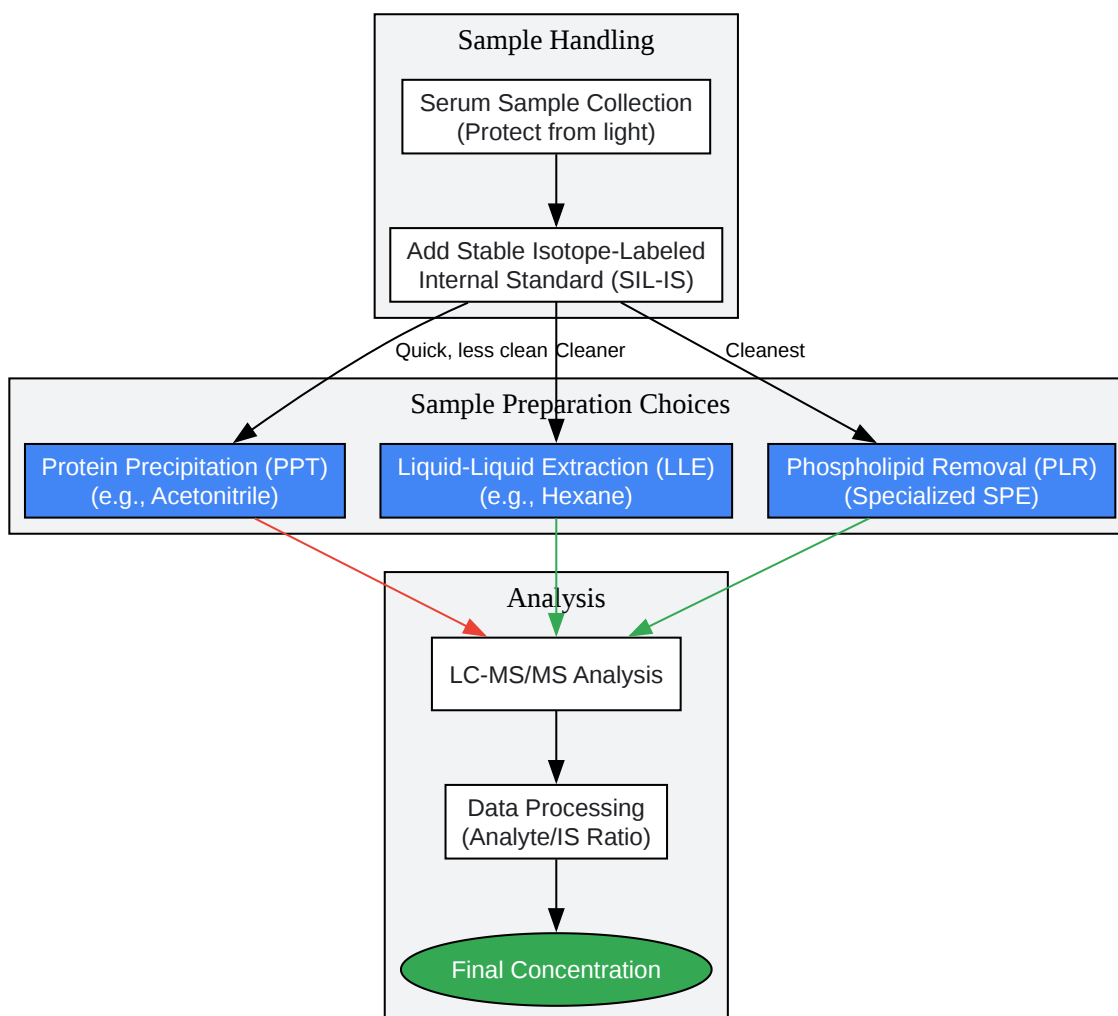 Sample Handling
Serum Sample Collection
(Protect from light)
Add Stable Isotope-Labeled
Internal Standard (SIL-IS)
Quick, less clean
Cleaner
Cleanest
Sample Preparation Choices
Protein Precipitation (PPT)
(e.g., Acetonitrile)
Liquid-Liquid Extraction (LLE)
(e.g., Hexane)
Phospholipid Removal (PLR)
(Specialized SPE)
Analysis
LC-MS/MS Analysis
Data Processing
(Analyte/IS Ratio)
Final Concentration